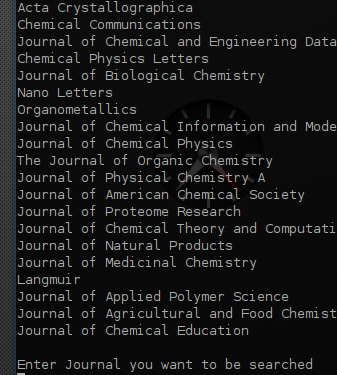 Acta Crystallographica
Chemical Communications
Journal of Chemical and Engineering Data
Chemical Physics Letters
Journal of Biological Chemistry
Nano Letters
Organometallics
Journal of Chemical Information and Mode
Journal of Chemical Physics
The Journal of Organic Chemistry
Journal of Physical Chemistry A
Journal of American Chemical Society
Journal of Proteome Research
Journal of Chemical Theory and Computati
Journal of Natural Products
Journal of Medicinal Chemistry
Langmuir
Journal of Applied Polymer Science
Journal of Agricultural and Food Chemist
Journal of Chemical Education
Enter Journal you want to be searched